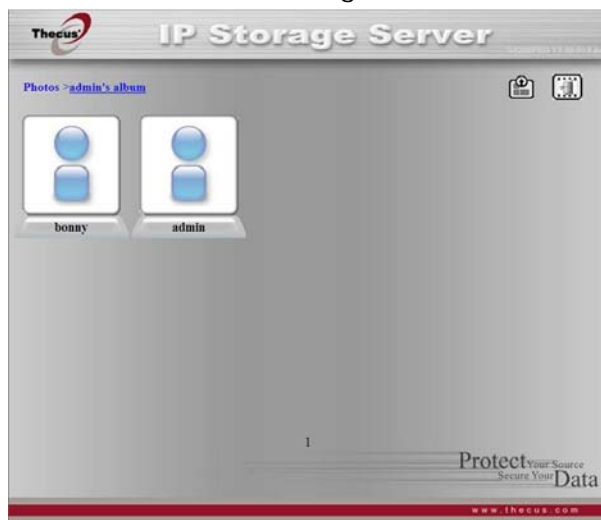 Thecus
IP Storage Server
Photos >admin's album
bonny
admin
1
Protect Your Source
Secure Your Data
www.thecus.com